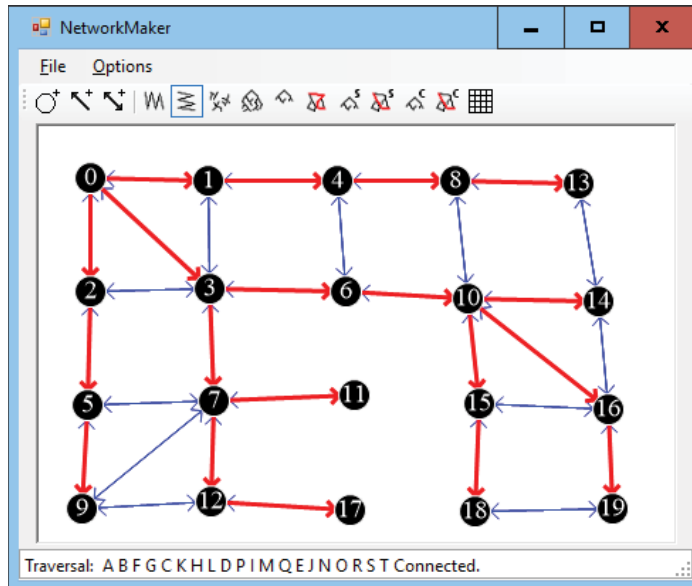 NetworkMaker
File Options
S S C C
0 1 4 8 13
2 3 6 10 14
5 7 11 15 16
9 12 17 18 19
Traversal: A B F G C K H L D P I M Q E J N O R S T Connected.